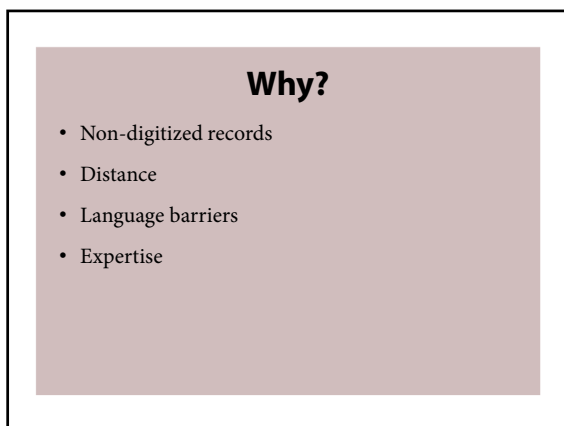 Why?
• Non-digitized records
• Distance
• Language barriers
• Expertise